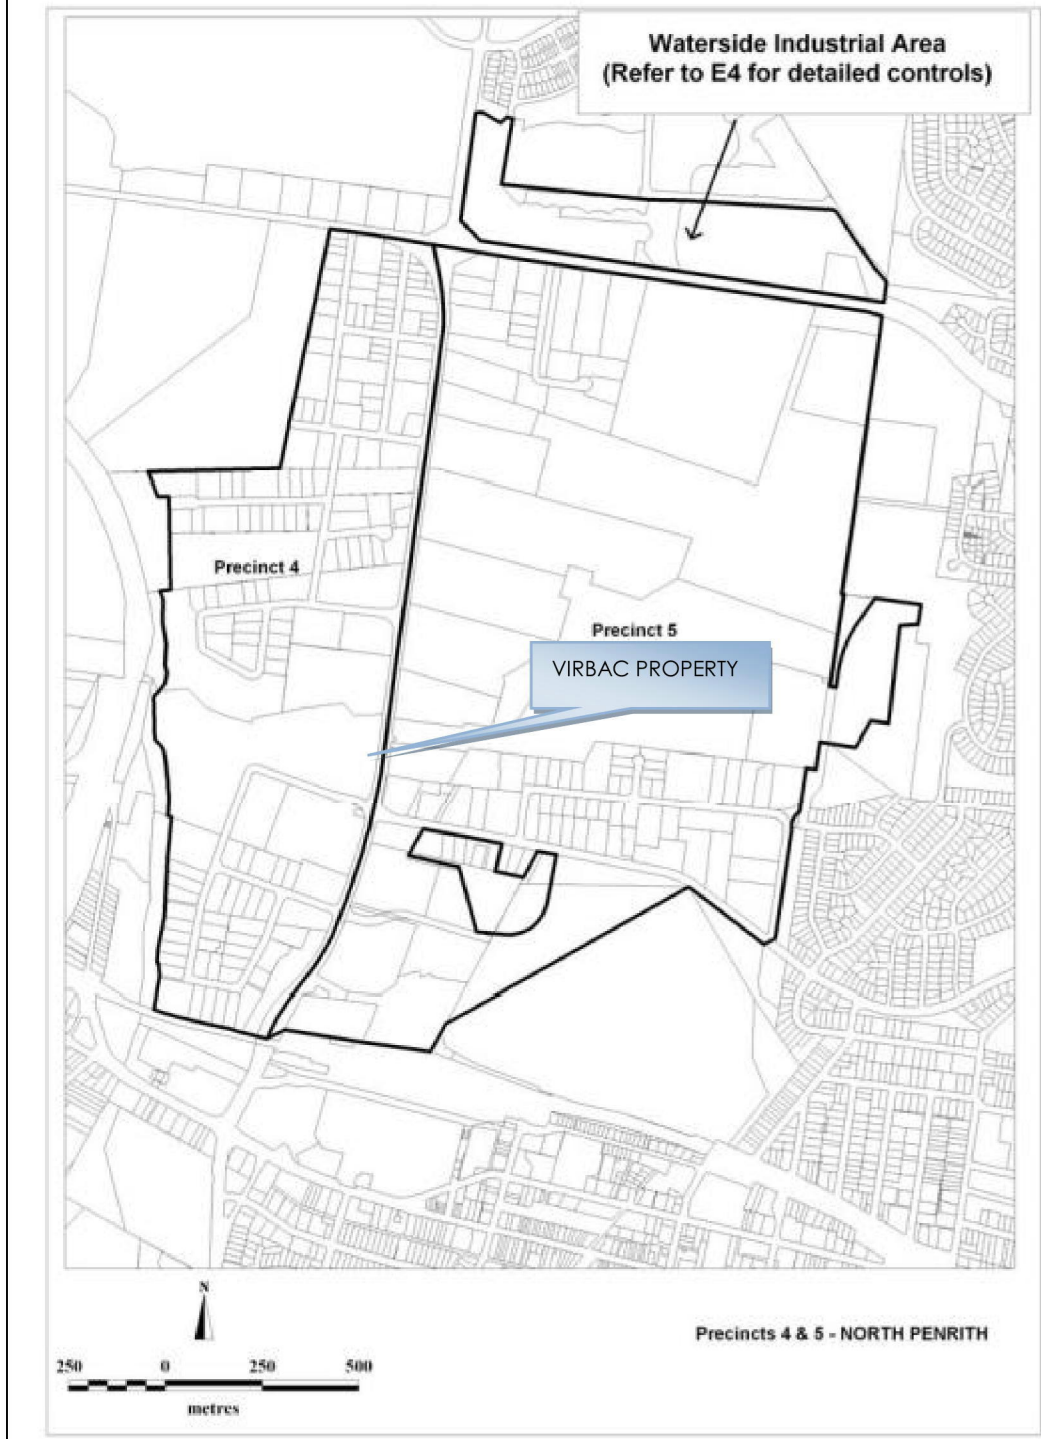 Waterside Industrial Area
(Refer to E4 for detailed controls)
Precinct 4
Precinct 5
VIRBAC PROPERTY
N
Precincts 4 & 5 - NORTH PENRITH
250 0 250 500
metres